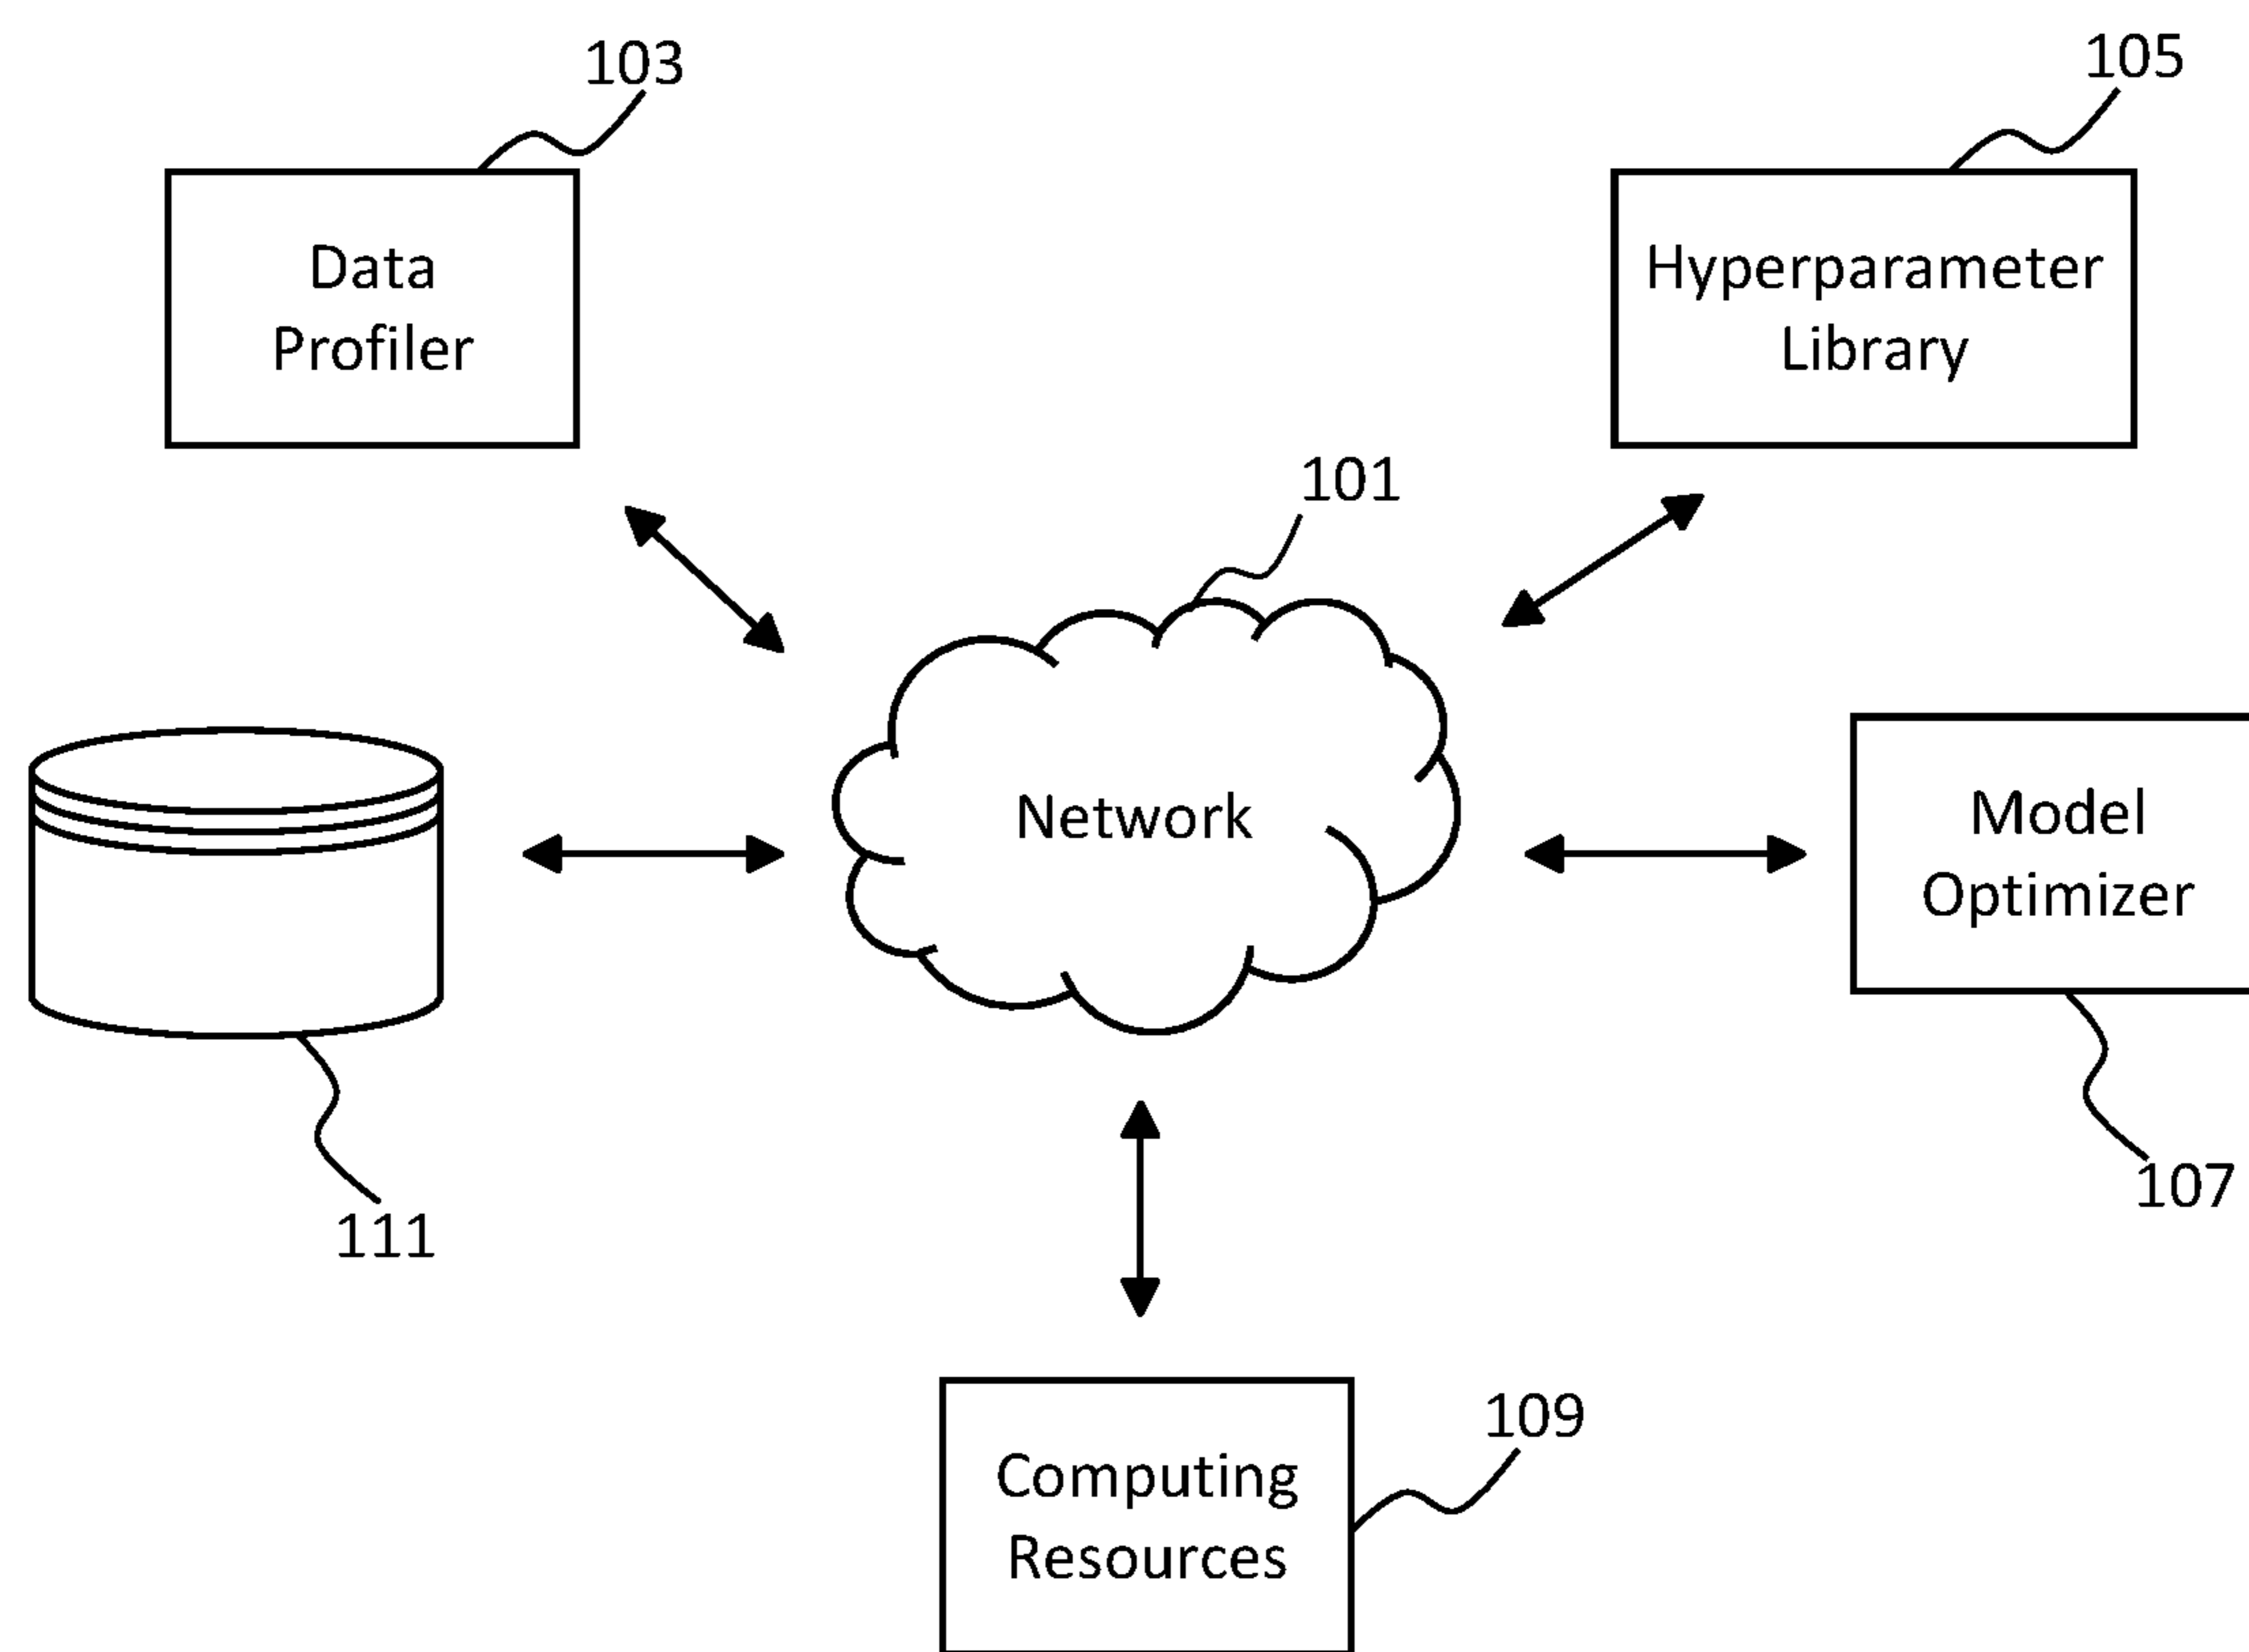 103
105
Data
Profiler
Hyperparameter
Library
101
Network
Model
Optimizer
107
111
109
Computing
Resources